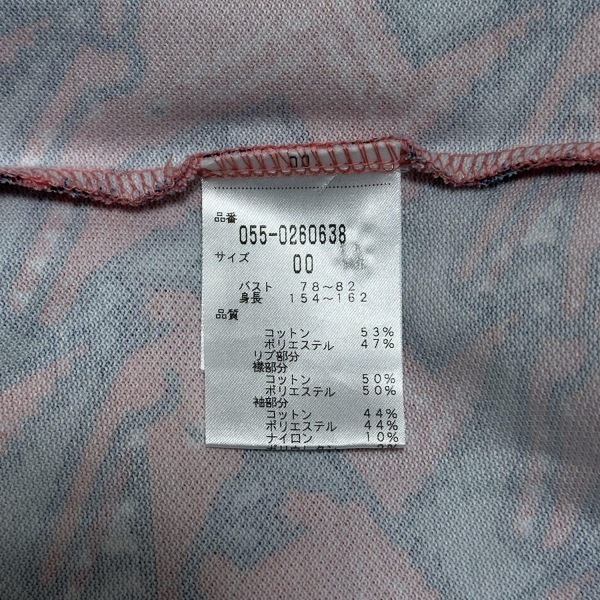 00
品番
055-0260638
サイズ
00
バスト 78~82
身長 154~162
品質
コットン 53%
ポリエステル 47%
リブ部分
襟部分
コットン 50%
ポリエステル 50%
袖部分
コットン 44%
ポリエステル 44%
ナイロン 10%